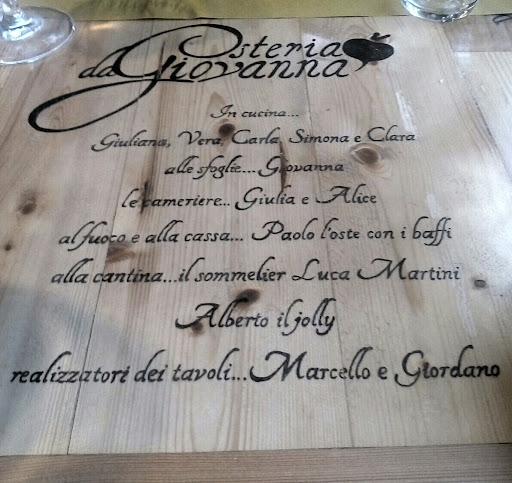 Osteria
da Giovanna
In cucina...
Giuliana, Vera, Carla, Simona e Clara
alle sfoglie.... Giovanna
le cameriere... Giulia e Alice
al fuoco e alla cassa... Paolo l'oste con i baffi
alla cantina...il sommelier Luca Martini
Alberto il jolly
realizzatori dei tavoli...Marcello e Giordano